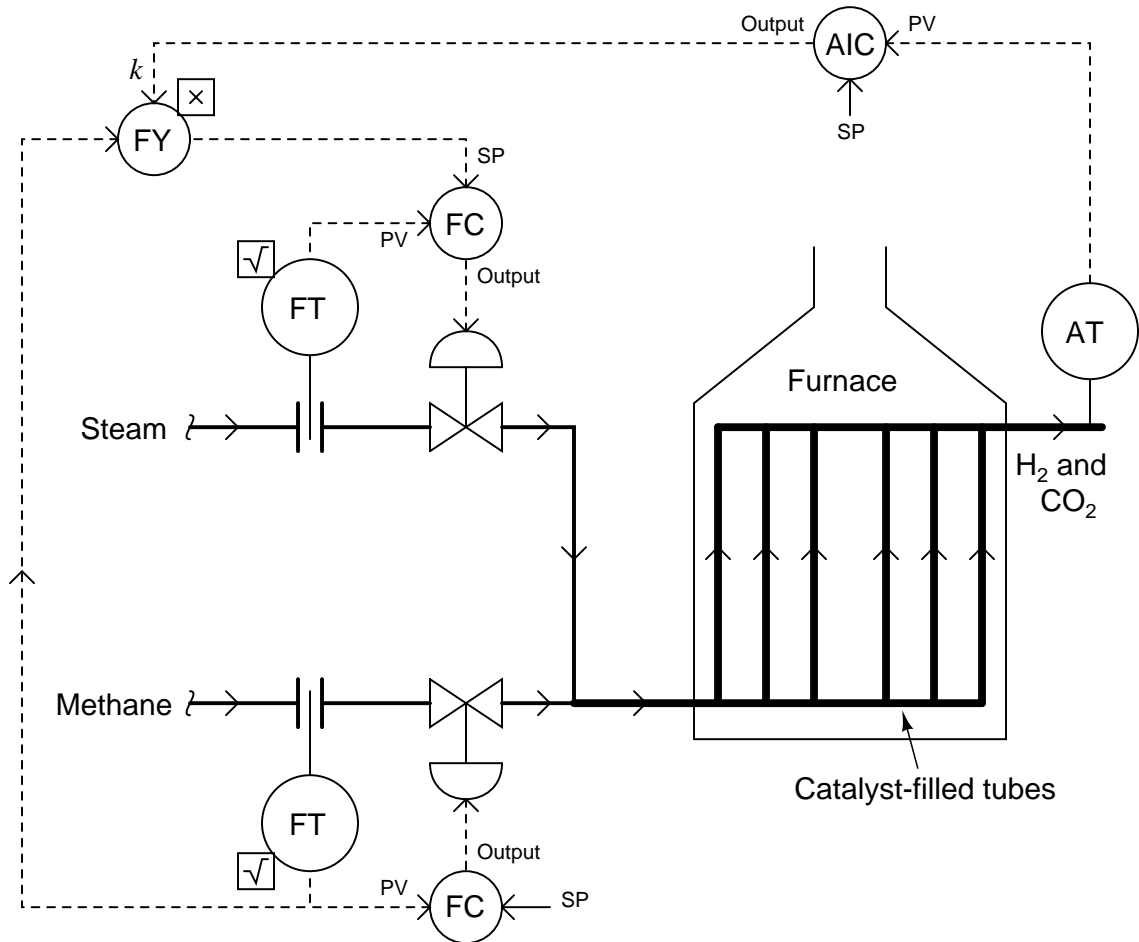 Output
AIC
PV
k
×
SP
FY
SP
FC
PV
√
Output
FT
AT
Furnace
Steam
H2 and
CO2
Methane
Catalyst-filled tubes
FT
Output
√
PV
FC
SP